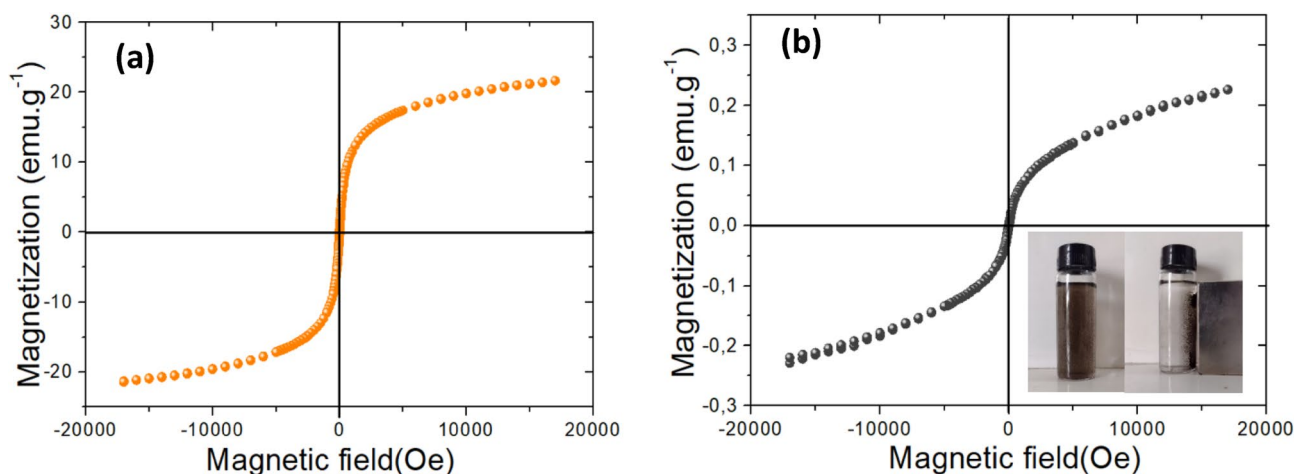 (a)
Magnetization (emu.g⁻¹)
30
20
10
0
-10
-20
-20000 -10000 0 10000 20000
Magnetic field(Oe)
(b)
Magnetization (emu.g⁻¹)
0,3
0,2
0,1
0,0
-0,1
-0,2
-0,3
-20000 -10000 0 10000 20000
Magnetic field(Oe)